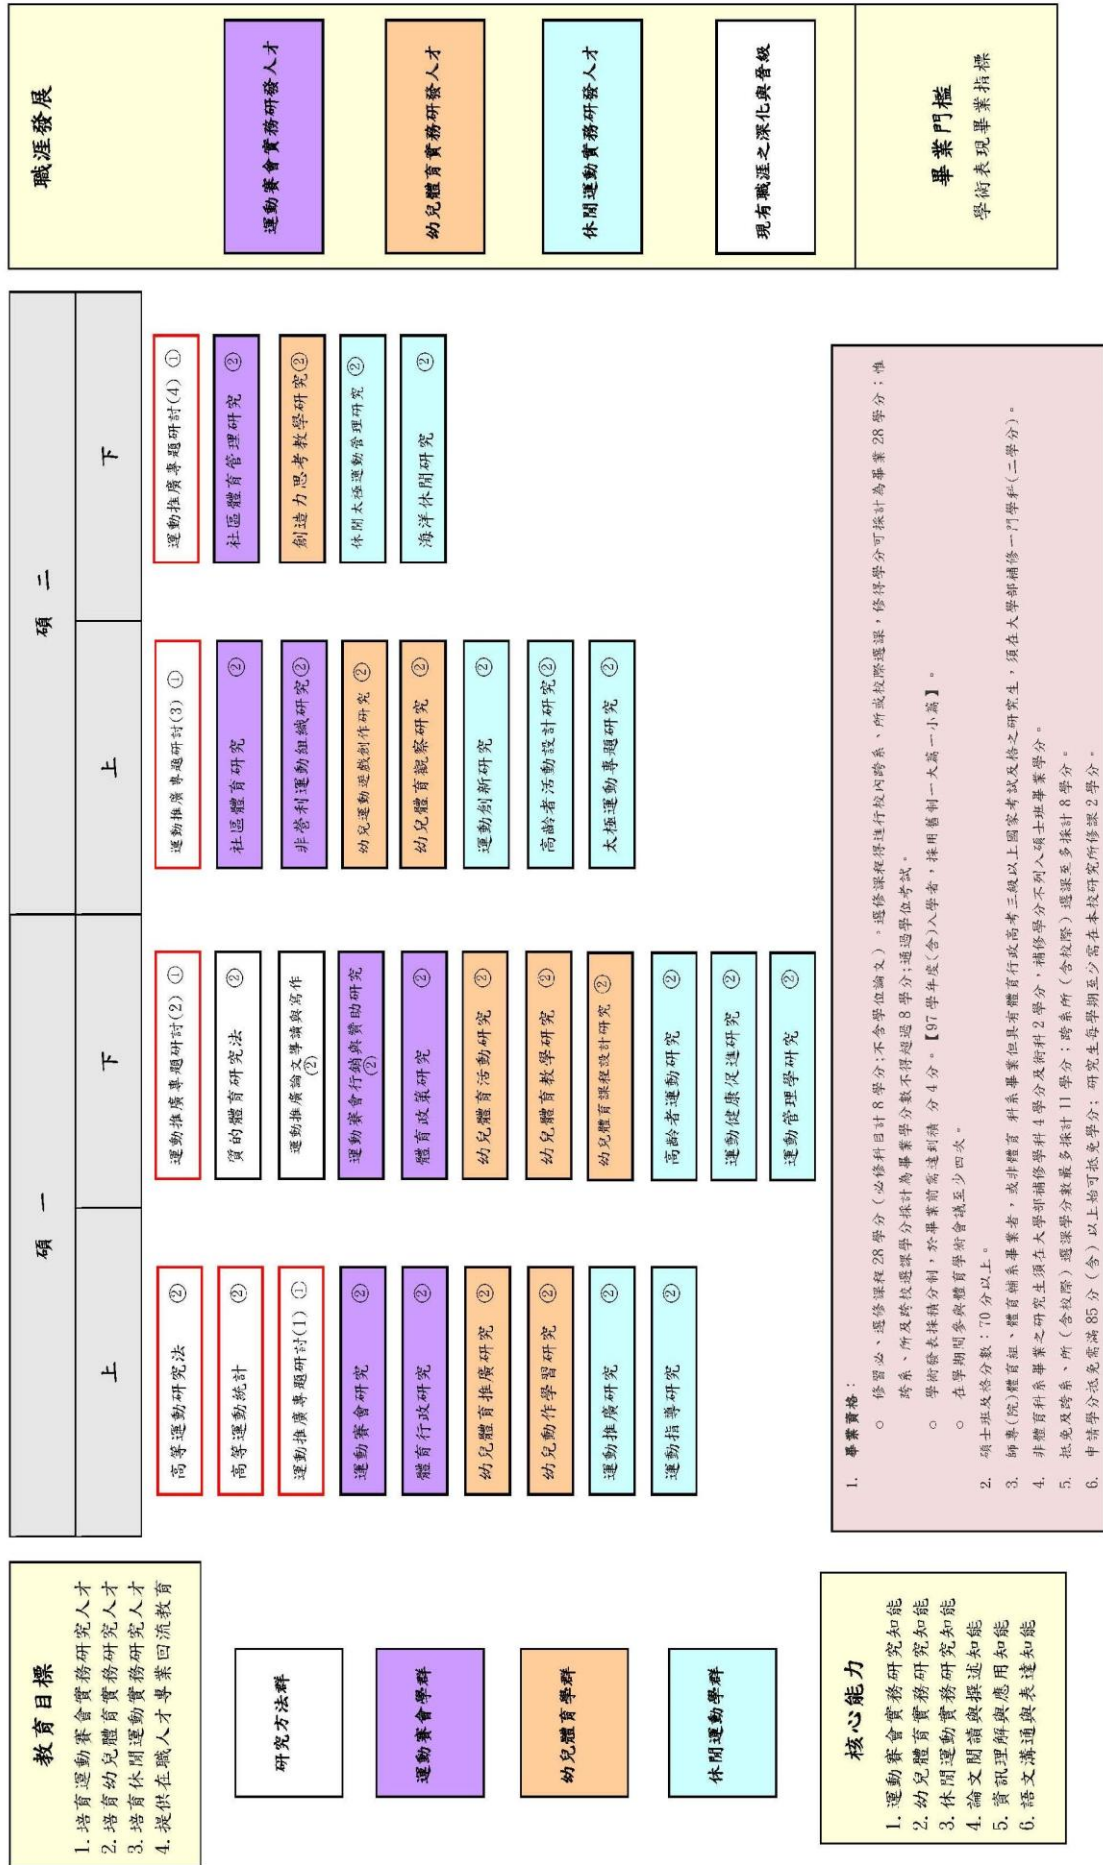 教育目標
1. 培育運動賽會實務研究人才
2. 培育幼兒體育實務研究人才
3. 培育休閒運動實務研究人才
4. 提供在職人才專業回流教育
研究方法群
運動賽會學群
幼兒體育學群
休閒運動學群
核心能力
1. 運動賽會實務研究知能
2. 幼兒體育實務研究知能
3. 休閒運動實務研究知能
4. 論文閱讀與撰述知能
5. 資訊理解與應用知能
6. 語文溝通與表達知能
碩 一
上
高等運動研究法 ②
高等運動統計 ②
運動推廣專題研討(1) ①
運動賽會研究 ②
體育行政研究 ②
幼兒體育推廣研究 ②
幼兒動作學習研究 ②
運動推廣研究 ②
運動指導研究 ②
下
運動推廣專題研討(2) ①
質的體育研究法 ②
運動推廣論文導讀與寫作
②
運動賽會行銷與贊助研究
②
體育政策研究 ②
幼兒體育活動研究 ②
幼兒體育教學研究 ②
幼兒體育課程設計研究 ②
高齡者運動研究 ②
運動健康促進研究 ②
運動管理學研究 ②
碩 二
上
運動推廣專題研討(3) ①
社區體育研究 ②
非營利運動組織研究②
幼兒運動遊戲創作研究 ②
幼兒體育觀察研究 ②
運動創新研究 ②
高齡者活動設計研究②
太極運動專題研究 ②
下
運動推廣專題研討(4) ①
社區體育管理研究 ②
創造力思考教學研究②
休閒太極運動管理研究 ②
海洋休閒研究 ②
1. 畢業資格：
○ 修習必、選修課程 28 學分（必修科目計 8 學分;不含學位論文）。選修課程得進行校內跨系、所或校際選課，修得學分可採計為畢業 28 學分；惟
跨系、所及跨校選課學分採計為畢業學分數不得超過 8 學分;通過學位考試。
○ 學術發表採積分制，於畢業前需達到積 分 4 分。【97 學年度(含)入學者，採用舊制一大篇一小篇】。
○ 在學期間參與體育學術會議至少四次。
2. 碩士班及格分數：70 分以上。
3. 師專(院)體育組、體育輔系畢業者，或非體育 科系畢業但具有體育行政高考三級以上國家考試及格之研究生，須在大學部補修一門學科(二學分)。
4. 非體育科系畢業之研究生須在大學部補修學科 4 學分及術科 2 學分，補修學分不列入碩士班畢業學分。
5. 抵免及跨系、所（含校際）選課學分數最多採計 11 學分；跨系所（含校際）選課至多採計 8 學分。
6. 申請學分抵免需滿 85 分（含）以上始可抵免學分；研究生每學期至少需在本校研究所修課 2 學分。
職涯發展
運動賽會實務研發人才
幼兒體育實務研發人才
休閒運動實務研發人才
現有職涯之深化與晉級
畢業門檻
學術表現畢業指標